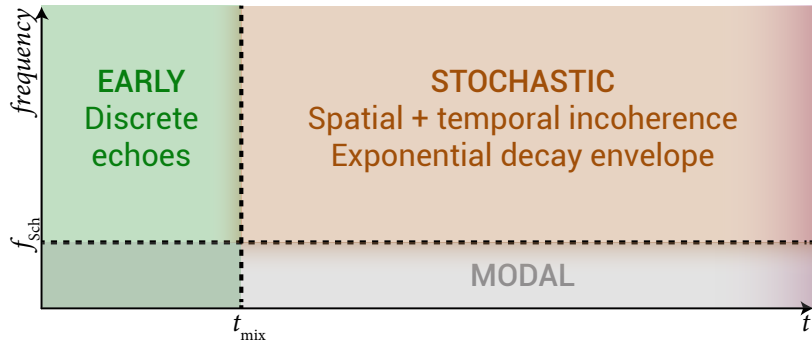 frequency
EARLY
Discrete
echoes
STOCHASTIC
Spatial + temporal incoherence
Exponential decay envelope
fSch
MODAL
tmix
t